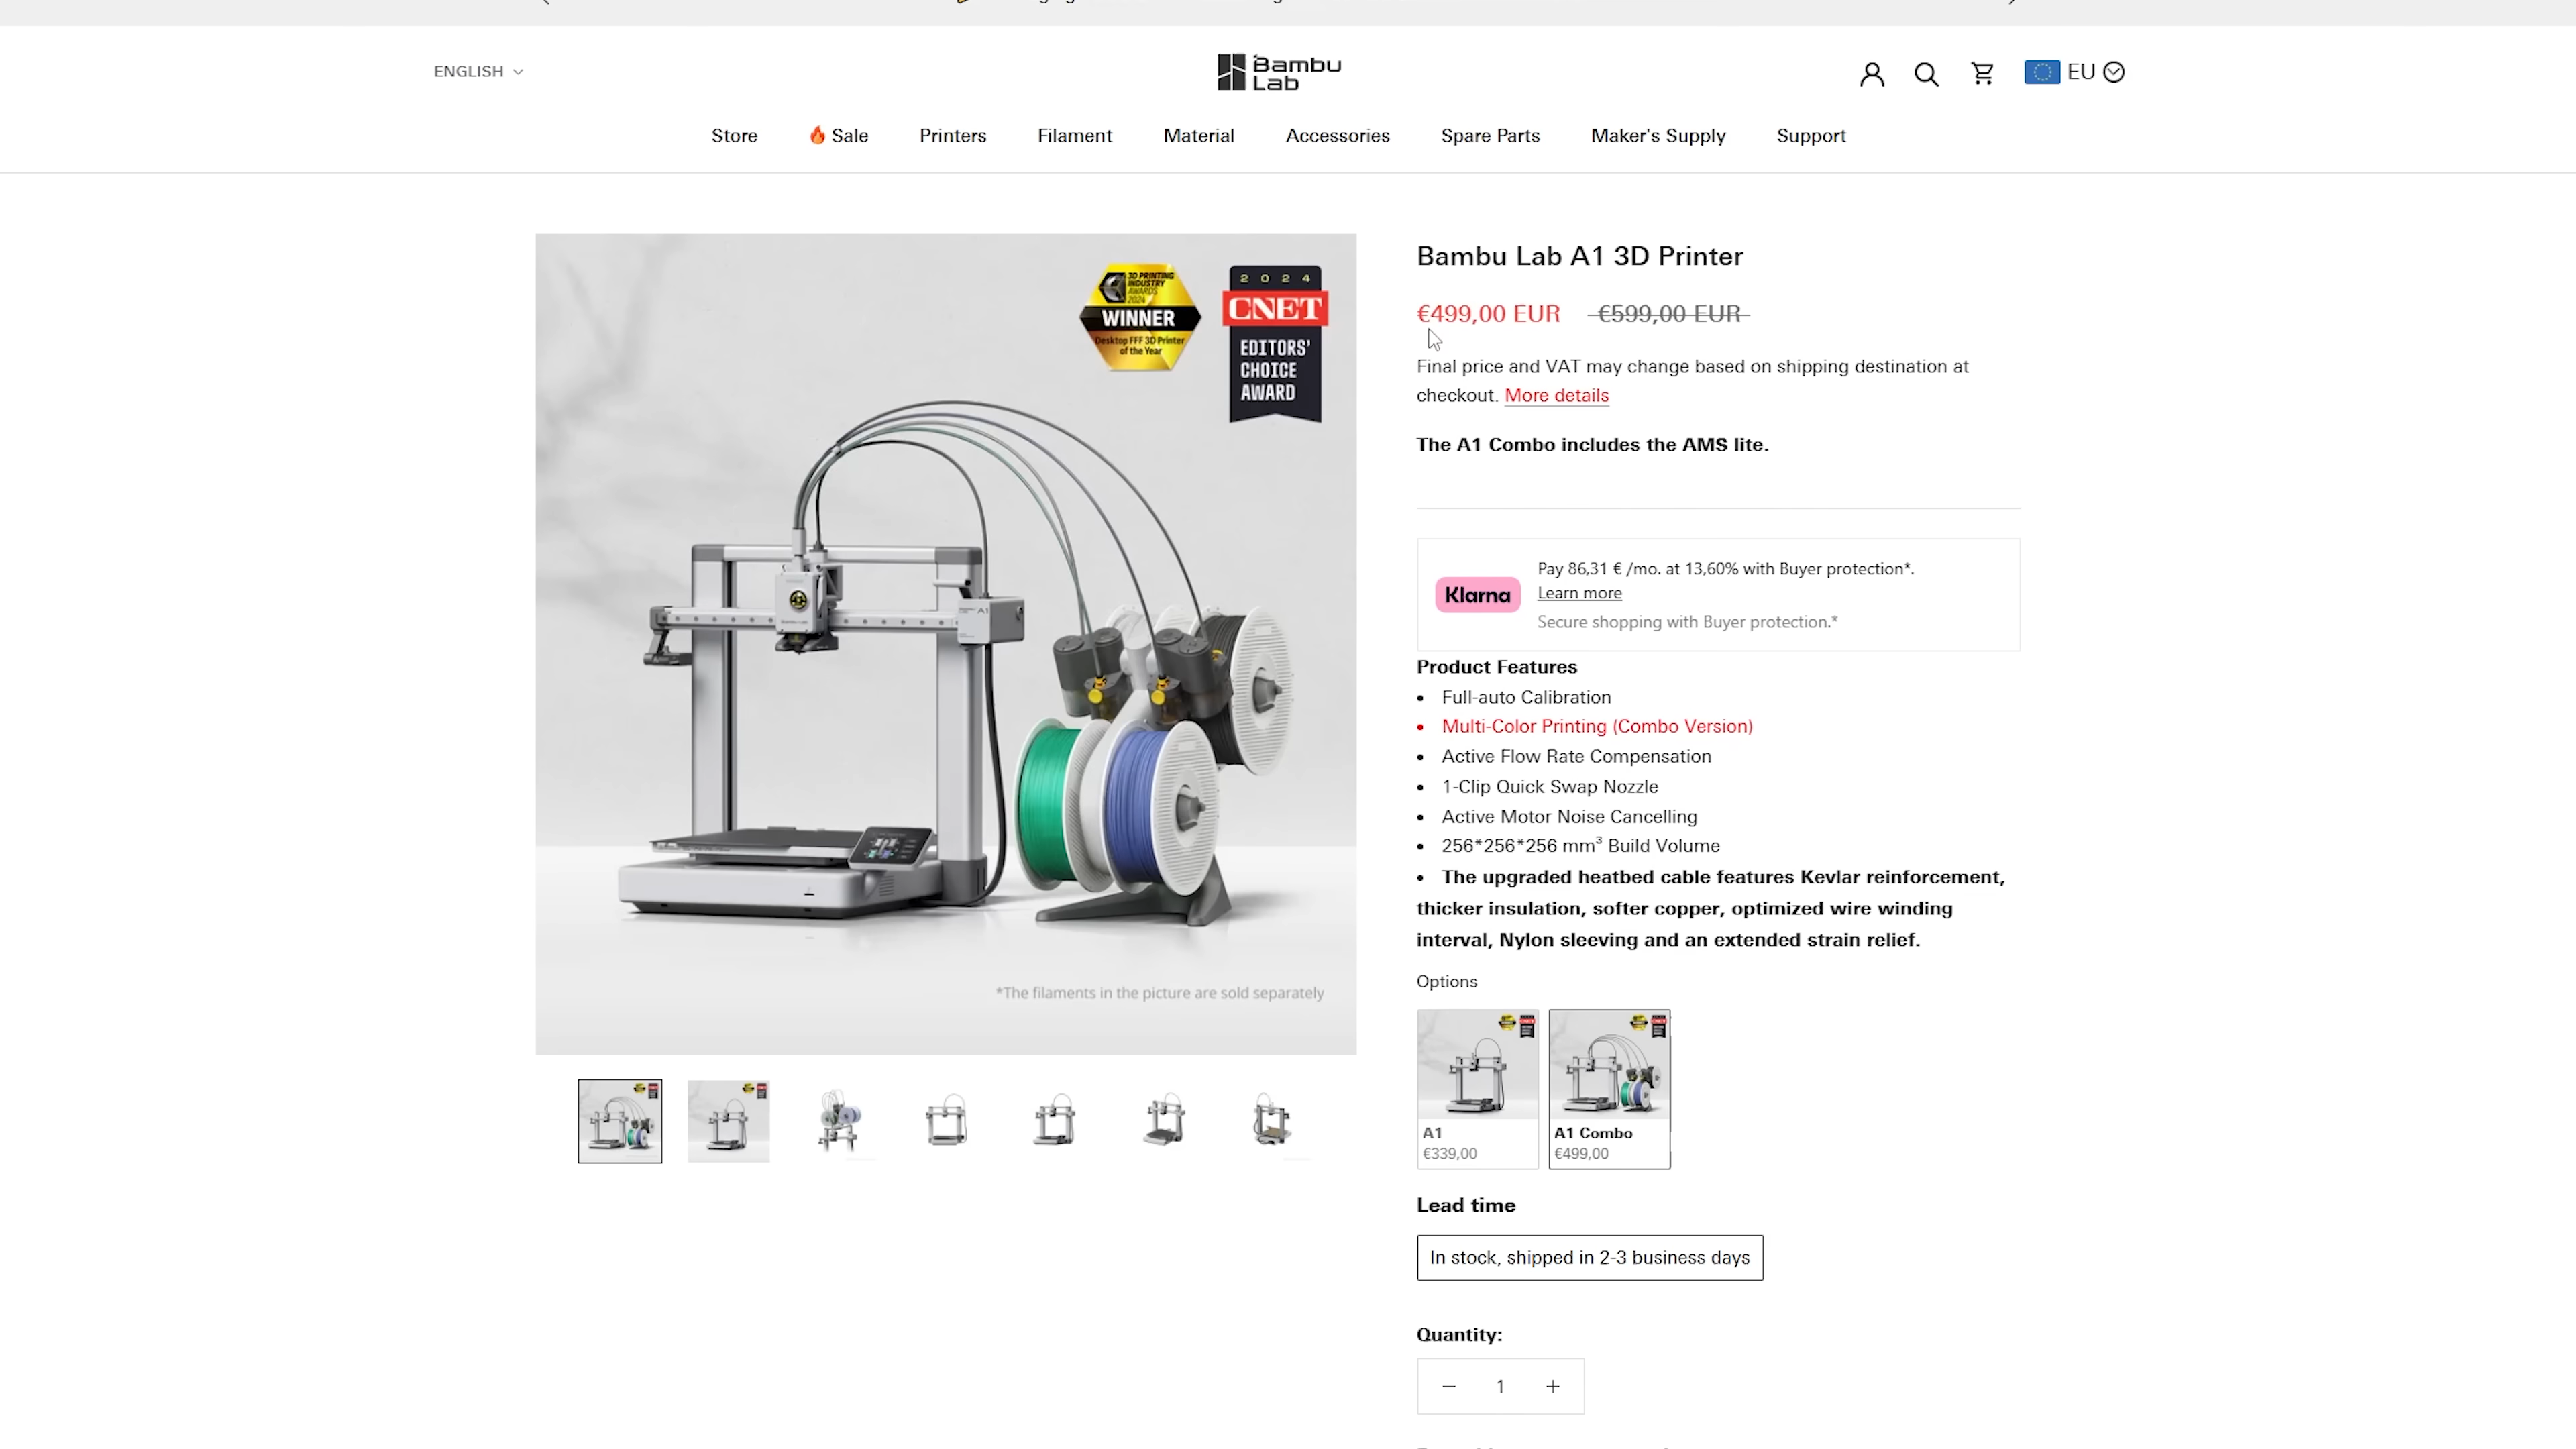 ENGLISH
Bambu
Lab
EU
Store
Sale
Printers
Filament
Material
Accessories
Spare Parts
Maker's Supply
Support
3D PRINTING
INDUSTRY
AWARDS
2024
WINNER
Desktop FFF 3D Printer
of the Year
2024
CNET
EDITORS'
CHOICE
AWARD
A1
*The filaments in the picture are sold separately
Bambu Lab A1 3D Printer
€499,00 EUR €599,00 EUR
Final price and VAT may change based on shipping destination at
checkout. More details
The A1 Combo includes the AMS lite.
Klarna
Pay 86,31 € /mo. at 13,60% with Buyer protection*.
Learn more
Secure shopping with Buyer protection.*
Product Features
• Full-auto Calibration
• Multi-Color Printing (Combo Version)
• Active Flow Rate Compensation
• 1-Clip Quick Swap Nozzle
• Active Motor Noise Cancelling
• 256*256*256 mm³ Build Volume
• The upgraded heatbed cable features Kevlar reinforcement,
thicker insulation, softer copper, optimized wire winding
interval, Nylon sleeving and an extended strain relief.
Options
A1
€339,00
A1 Combo
€499,00
Lead time
In stock, shipped in 2-3 business days
Quantity:
1